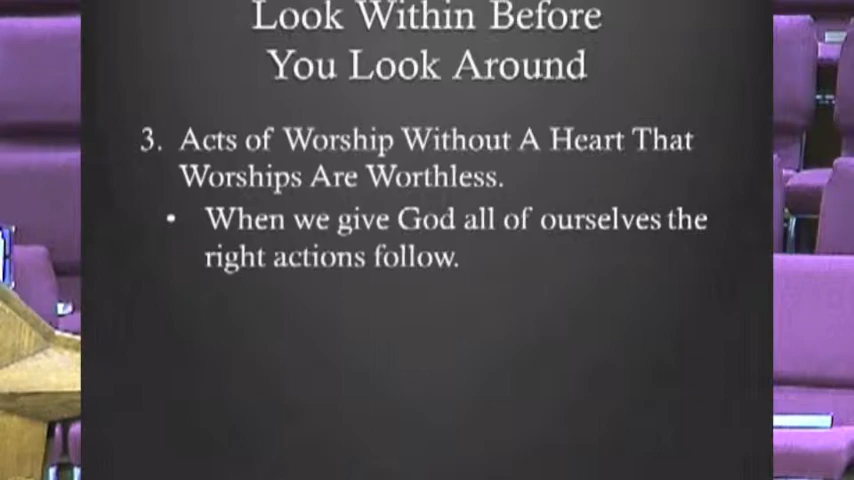 Look Within Before
You Look Around
3. Acts of Worship Without A Heart That
Worships Are Worthless.
• When we give God all of ourselves the
right actions follow.